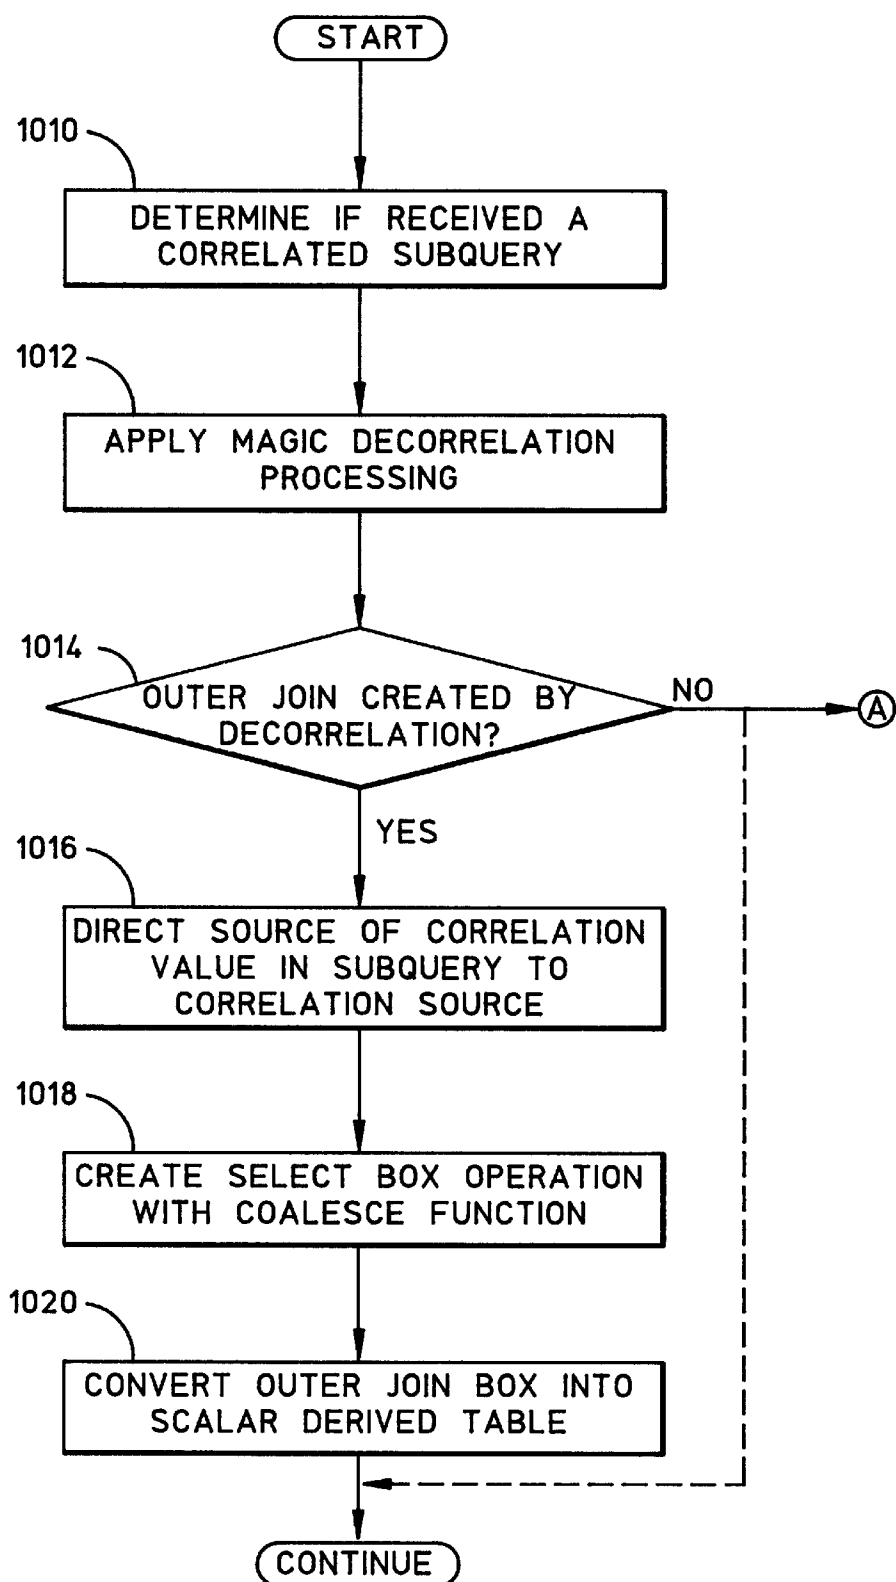 START
1010
DETERMINE IF RECEIVED A
CORRELATED SUBQUERY
1012
APPLY MAGIC DECORRELATION
PROCESSING
1014
OUTER JOIN CREATED BY
DECORRELATION?
NO
A
YES
1016
DIRECT SOURCE OF CORRELATION
VALUE IN SUBQUERY TO
CORRELATION SOURCE
1018
CREATE SELECT BOX OPERATION
WITH COALESCE FUNCTION
1020
CONVERT OUTER JOIN BOX INTO
SCALAR DERIVED TABLE
CONTINUE